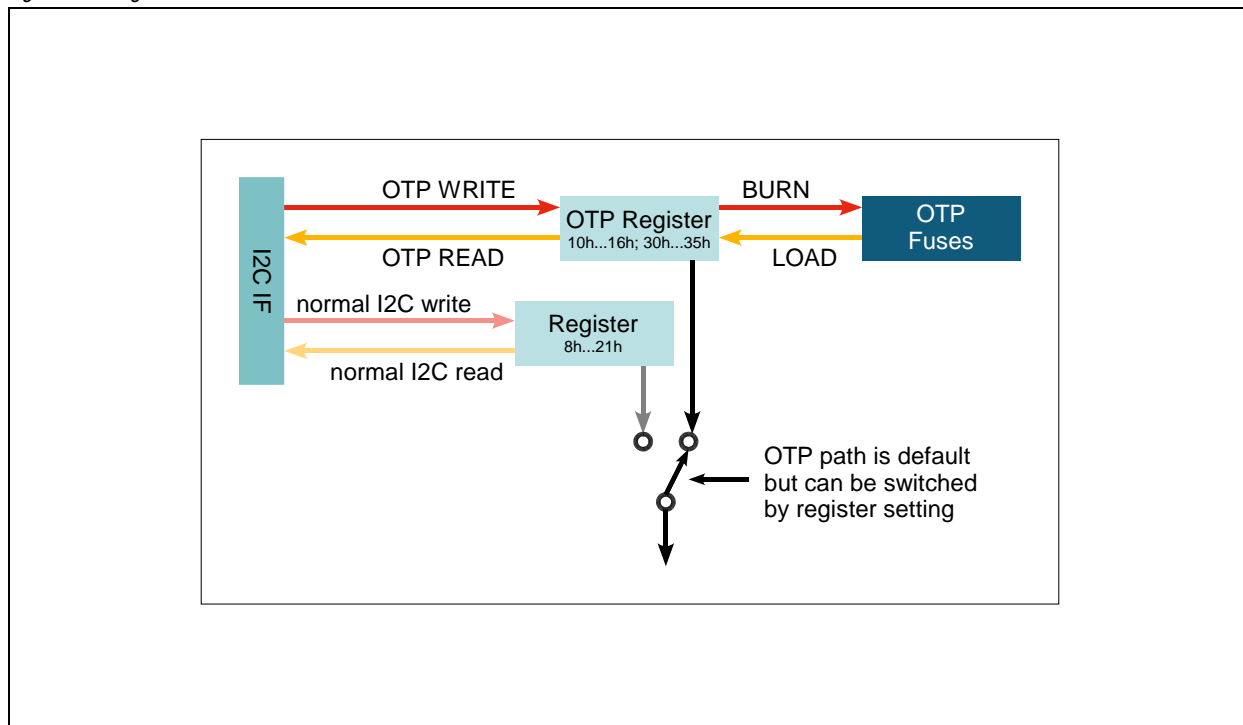 OTP WRITE
BURN
OTP Register
10h...16h; 30h...35h
OTP
Fuses
OTP READ
LOAD
I2C IF
normal I2C write
Register
8h...21h
normal I2C read
OTP path is default
but can be switched
by register setting